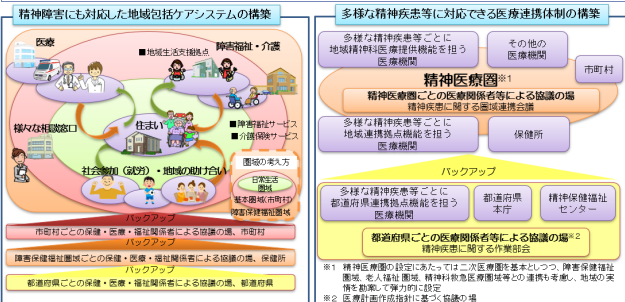 精神障害にも対応した地域包括ケアシステムの構築
医療
■地域生活支援拠点
障害福祉・介護
様々な相談窓口
住まい
■障害福祉サービス
■介護保険サービス
社会参加(就労)・地域の助け合い
圏域の考え方
日常生活
圏域
基本圏域(市町村)
障害保健福祉圏域
バックアップ
市町村ごとの保健・医療・福祉関係者による協議の場、市町村
バックアップ
障害保健福祉圏域ごとの保健・医療・福祉関係者による協議の場、保健所
バックアップ
都道府県ごとの保健・医療・福祉関係者による協議の場、都道府県
多様な精神疾患等に対応できる医療連携体制の構築
多様な精神疾患等ごとに
地域精神科医療提供機能を担う
医療機関
その他の
医療機関
市町村
精神医療圏※1
精神医療圏ごとの医療関係者等による協議の場
精神疾患に関する圏域連携会議
多様な精神疾患等ごとに
地域連携拠点機能を担う
医療機関
保健所
バックアップ
多様な精神疾患等ごとに
都道府県連携拠点機能を担う
医療機関
都道府県
本庁
精神保健福祉
センター
都道府県ごとの医療関係者等による協議の場※2
精神疾患に関する作業部会
※1 精神医療圏の設定にあたっては二次医療圏を基本としつつ、障害保健福祉
圏域、老人福祉圏域、精神科救急医療圏域等との連携も考慮し、地域の実
情を勘案して弾力的に設定
※2 医療計画作成指針に基づく協議の場